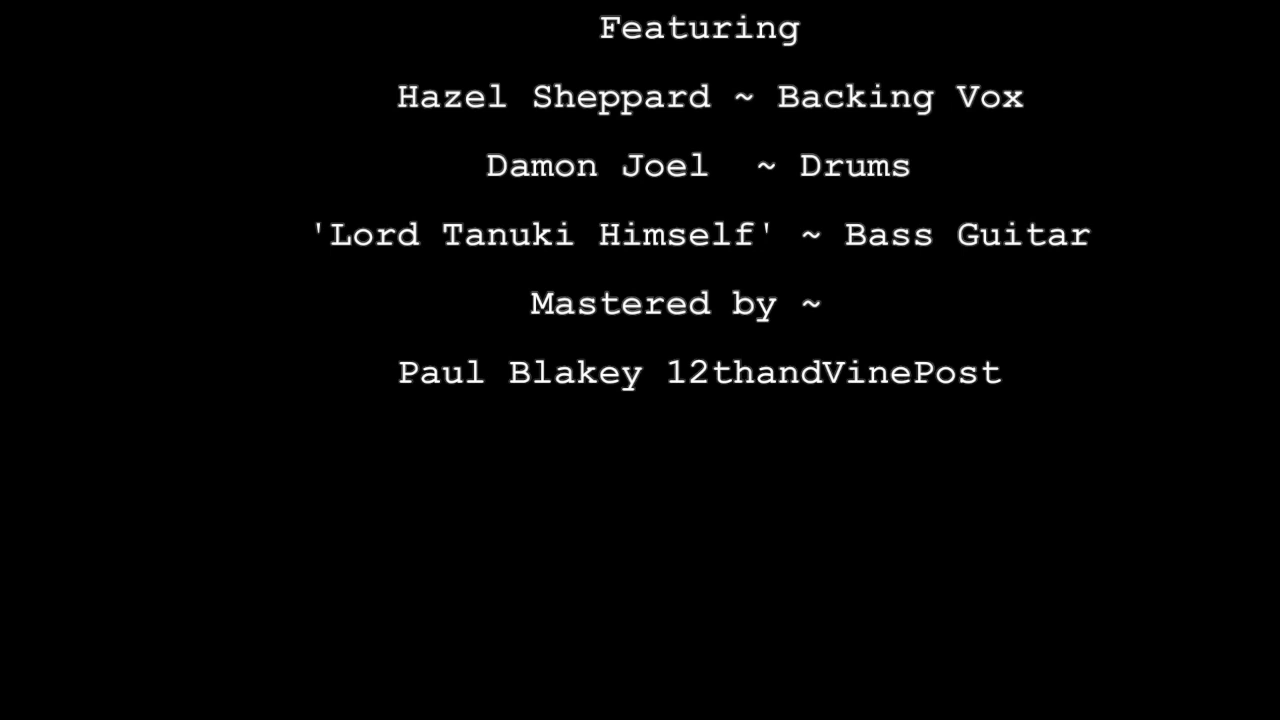 Featuring
Hazel Sheppard ~ Backing Vox
Damon Joel  ~ Drums
'Lord Tanuki Himself' ~ Bass Guitar
Mastered by ~
Paul Blakey 12thandVinePost